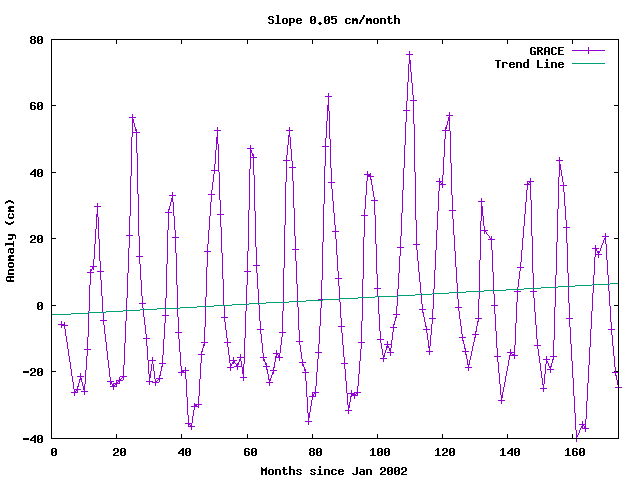 Slope 0.05 cm/month
GRACE
Trend Line
80
60
40
20
0
-20
-40
Anomaly (cm)
0 20 40 60 80 100 120 140 160
Months since Jan 2002